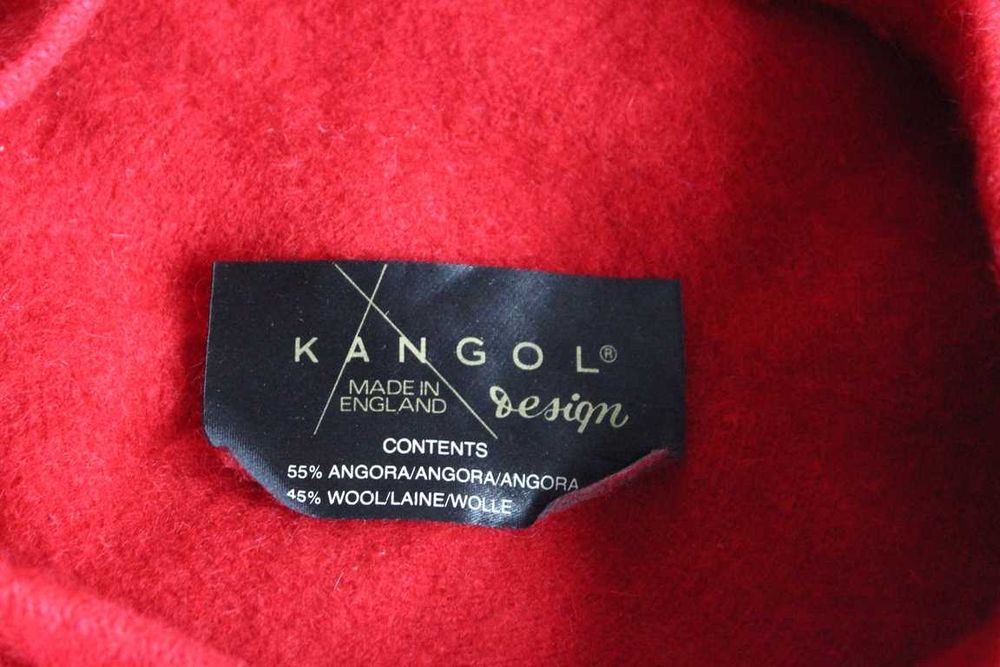 KANGOL®
MADE IN
ENGLAND
Design
CONTENTS
55% ANGORA/ANGORA/ANGORA
45% WOOL/LAINE/WOLLE